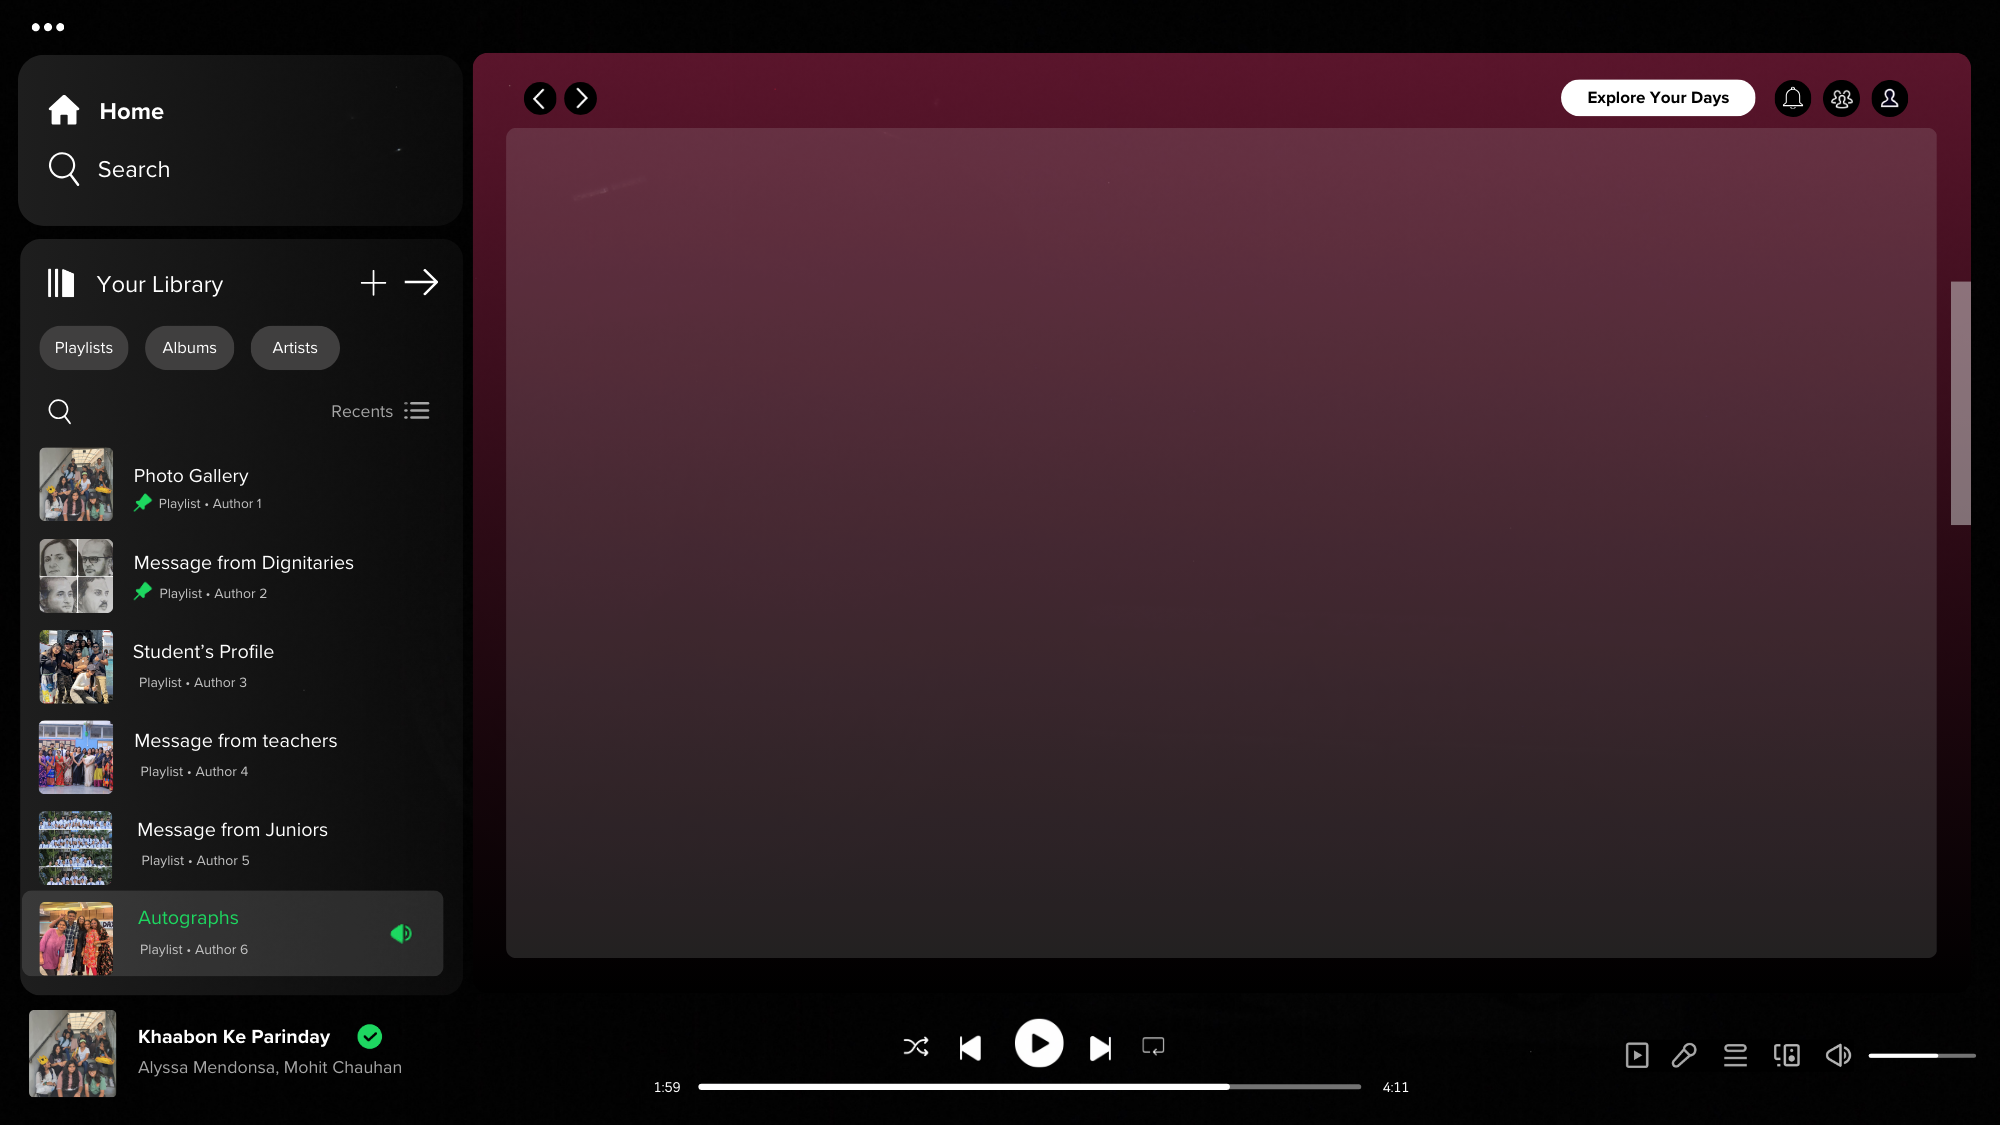 Home
Search
Your Library
Playlists
Albums
Artists
Recents
Photo Gallery
Playlist • Author 1
Message from Dignitaries
Playlist • Author 2
Student’s Profile
Playlist • Author 3
Message from teachers
Playlist • Author 4
Message from Juniors
Playlist • Author 5
Autographs
Playlist • Author 6
Explore Your Days
Khaabon Ke Parinday
Alyssa Mendonsa, Mohit Chauhan
1:59
4:11